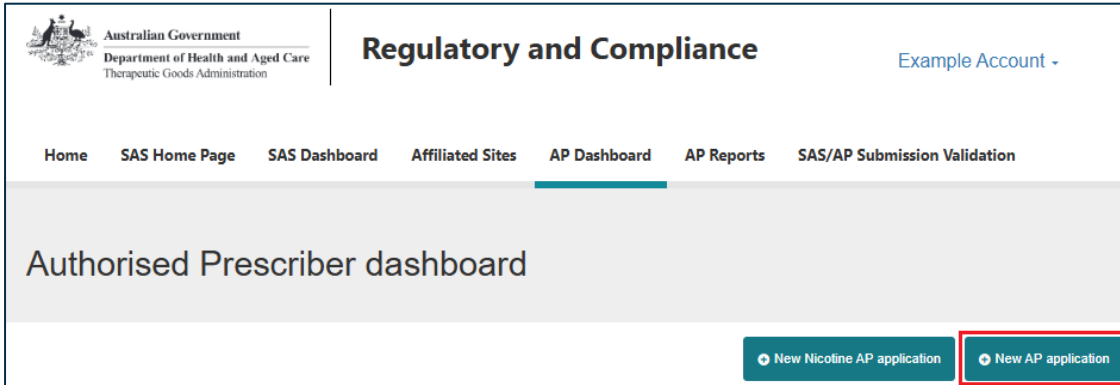 Australian Government
Department of Health and Aged Care
Therapeutic Goods Administration
Regulatory and Compliance
Example Account
Home SAS Home Page SAS Dashboard Affiliated Sites AP Dashboard AP Reports SAS/AP Submission Validation
Authorised Prescriber dashboard
New Nicotine AP application New AP application